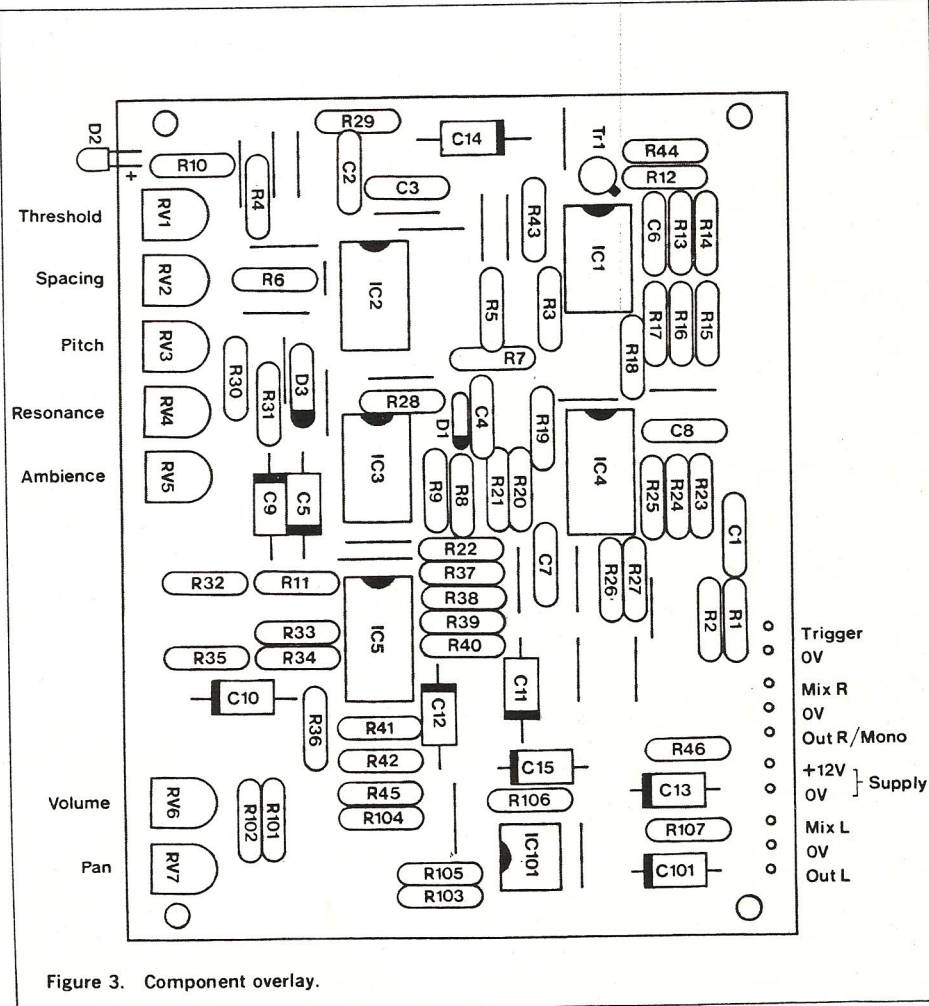 D2
+
R10
R4
R29
C2
C3
C14
Tr1
R44
R12
Threshold
RV1
R43
IC1
C6
R13
R14
Spacing
RV2
R6
IC2
R5
R3
Pitch
RV3
R30
R31
D3
R7
R18
R17
R16
R15
Resonance
RV4
R28
D1
C4
R19
C8
Ambience
RV5
C9
C5
IC3
R9
R8
R21
R20
IC4
R25
R24
R23
C1
R22
R32
R11
R37
C7
R26
R27
R38
R2
R1
R33
R39
R35
R34
IC5
R40
Trigger
0V
C10
R36
C12
C11
Mix R
0V
R41
Out R/Mono
R42
C15
R46
+12V
0V
Supply
Volume
RV6
R102
R101
R45
R104
R106
C13
Mix L
R107
0V
Pan
RV7
R105
R103
IC101
C101
Out L
Figure 3. Component overlay.